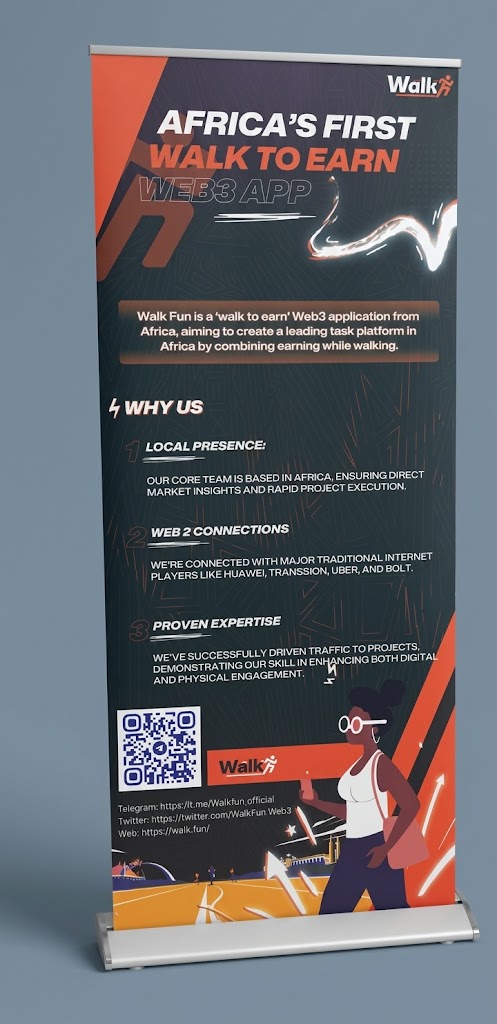 Walk
AFRICA'S FIRST
WALK TO EARN
WEB3 APP
Walk Fun is a 'walk to earn' Web3 application from
Africa, aiming to create a leading task platform in
Africa by combining earning while walking.
WHY US
1 LOCAL PRESENCE:
OUR CORE TEAM IS BASED IN AFRICA, ENSURING DIRECT
MARKET INSIGHTS AND RAPID PROJECT EXECUTION.
2 WEB 2 CONNECTIONS
WE'RE CONNECTED WITH MAJOR TRADITIONAL INTERNET
PLAYERS LIKE HUAWEI, TRANSSION, UBER, AND BOLT.
3 PROVEN EXPERTISE
WE'VE SUCCESSFULLY DRIVEN TRAFFIC TO PROJECTS,
DEMONSTRATING OUR SKILL IN ENHANCING BOTH DIGITAL
AND PHYSICAL ENGAGEMENT.
Walk
Telegram: https:/t.me/Walkfun_official
Twitter: https://twitter.com/WalkFun_Web3
Web: https://walk.fun/